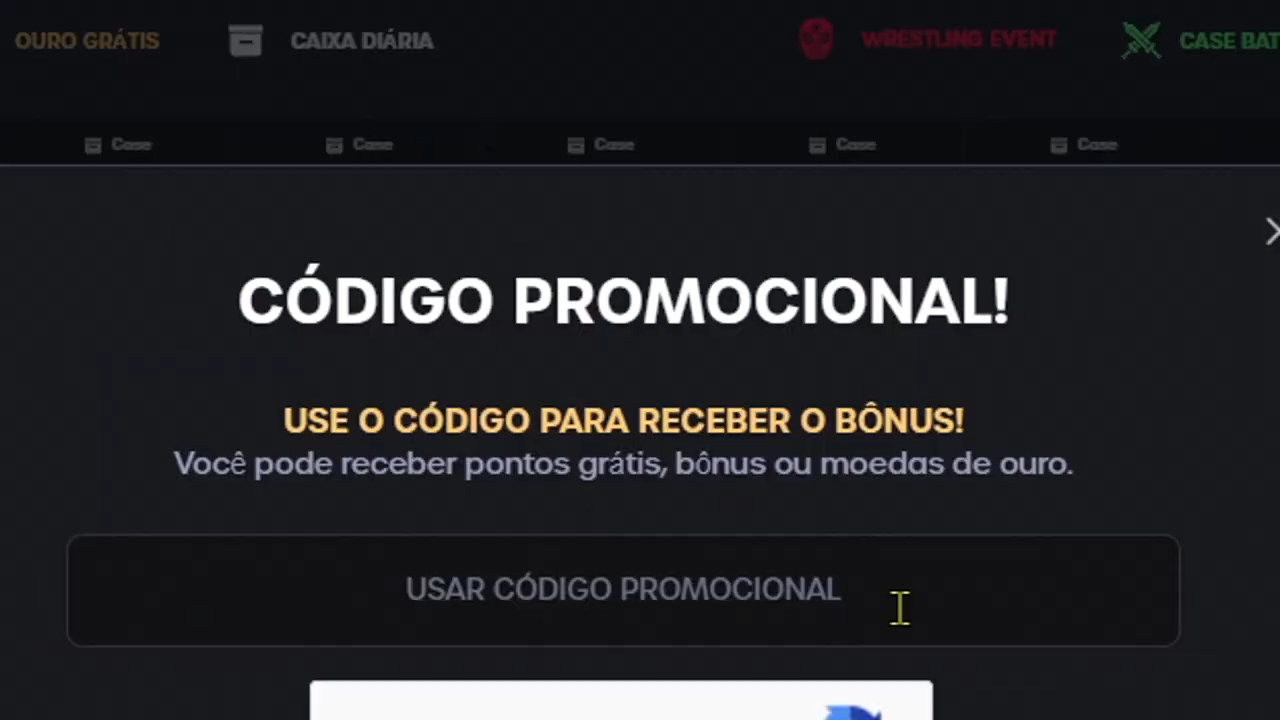 OURO GRÁTIS CAIXA DIÁRIA WRESTLING EVENT CASE BAT
Case Case Case Case Case
CÓDIGO PROMOCIONAL!
USE O CÓDIGO PARA RECEBER O BÔNUS!
Você pode receber pontos grátis, bônus ou moedas de ouro.
USAR CÓDIGO PROMOCIONAL